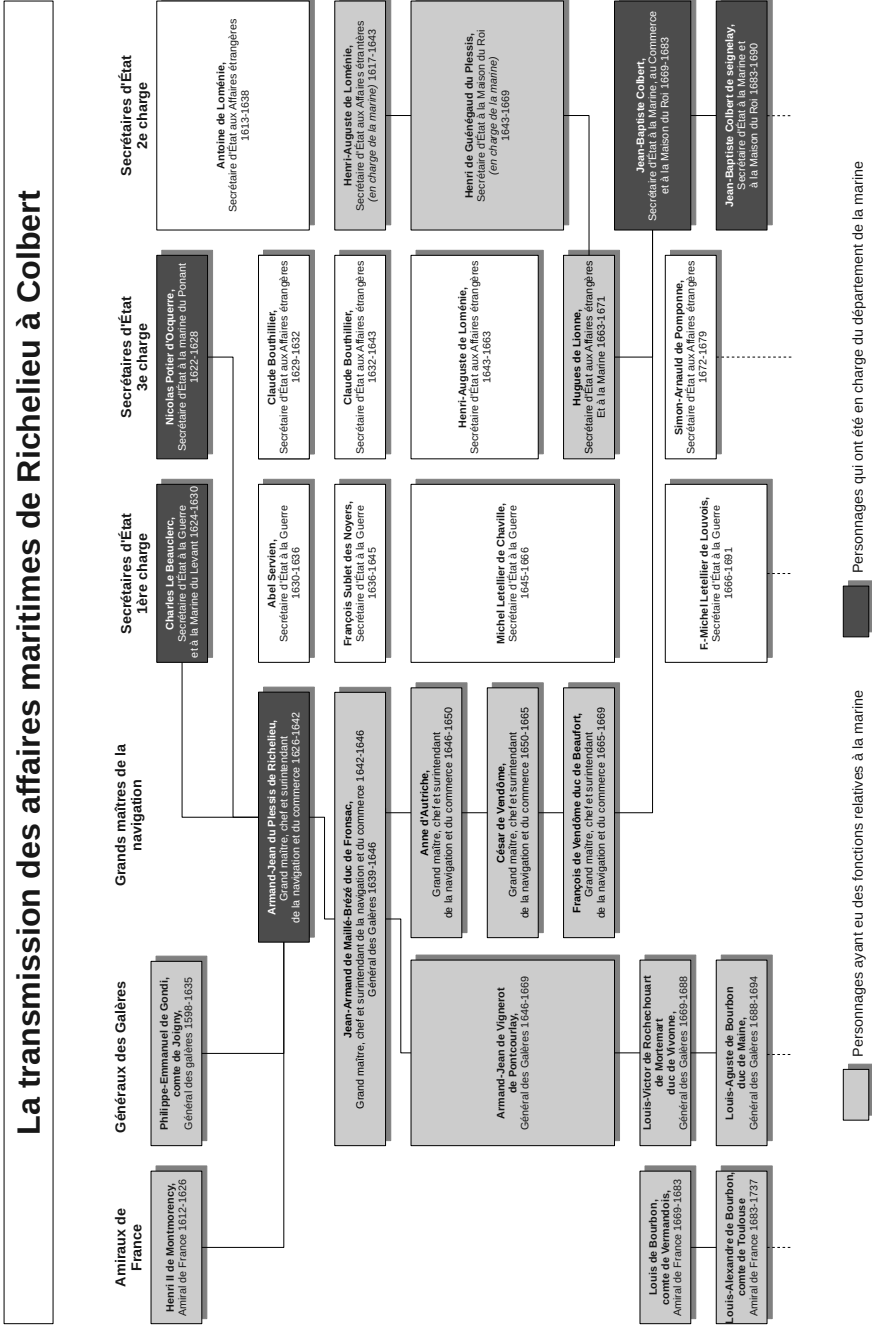 La transmission des affaires maritimes de Richelieu à Colbert
Amiraux de
France
Généraux des Galères
Grands maîtres de la
navigation
Secrétaires d'État
1ère charge
Secrétaires d'État
3e charge
Secrétaires d'État
2e charge
Henri II de Montmorency,
Amiral de France 1612-1626
Louis de Bourbon,
comte de Vermandois,
Amiral de France 1669-1683
Louis-Alexandre de Bourbon,
comte de Toulouse
Amiral de France 1683-1737
Philippe-Emmanuel de Gondi,
comte de Joigny,
Général des galères 1598-1635
Jean-Armand de Maillé-Brézé duc de Fronsac,
Grand maître, chef et surintendant de la navigation et du commerce 1642-1646
Général des Galères 1639-1646
Armand-Jean de Vignerot
de Pontcourlay,
Général des Galères 1646-1669
Louis-Victor de Rochechouart
de Mortemart
duc de Vivonne,
Général des Galères 1669-1688
Louis-Aguste de Bourbon
duc de Maine,
Général des Galères 1688-1694
Armand-Jean du Plessis de Richelieu,
Grand maître, chef et surintendant
de la navigation et du commerce 1626-1642
Anne d'Autriche,
Grand maître, chef et surintendant
de la navigation et du commerce 1646-1650
César de Vendôme,
Grand maître, chef et surintendant
de la navigation et du commerce 1650-1665
François de Vendôme duc de Beaufort,
Grand maître, chef et surintendant
de la navigation et du commerce 1665-1669
Charles Le Beauclerc,
Secrétaire d'État à la Guerre
et à la Marine du Levant 1624-1630
Abel Servien,
Secrétaire d'État à la Guerre
1630-1636
François Sublet des Noyers,
Secrétaire d'État à la Guerre
1636-1645
Michel Letellier de Chaville,
Secrétaire d'État à la Guerre
1645-1666
F.-Michel Letellier de Louvois,
Secrétaire d'État à la Guerre
1666-1691
Nicolas Potier d'Ocquerre,
Secrétaire d'État à la marine du Ponant
1622-1628
Claude Bouthillier,
Secrétaire d'État aux Affaires étrangères
1629-1632
Claude Bouthillier,
Secrétaire d'État aux Affaires étrangères
1632-1643
Henri-Auguste de Loménie,
Secrétaire d'État aux Affaires étrangères
1643-1663
Hugues de Lionne,
Secrétaire d'État aux Affaires étrangères
Et à la Marine 1663-1671
Simon-Arnauld de Pomponne,
Secrétaire d'État aux Affaires étrangères
1672-1679
Antoine de Loménie,
Secrétaire d'État aux Affaires étrangères
1613-1638
Henri-Auguste de Loménie,
Secrétaire d'État aux Affaires étrantères
(en charge de la marine) 1617-1643
Henri de Guénégaud du Plessis,
Secrétaire d'État à la Maison du Roi
(en charge de la marine)
1643-1669
Jean-Baptiste Colbert,
Secrétaire d'État à la Marine, au Commerce
et à la Maison du Roi 1669-1683
Jean-Baptiste Colbert de seignelay,
Secrétaire d'État à la Marine et
à la Maison du Roi 1683-1690
Personnages ayant eu des fonctions relatives à la marine
Personnages qui ont été en charge du département de la marine